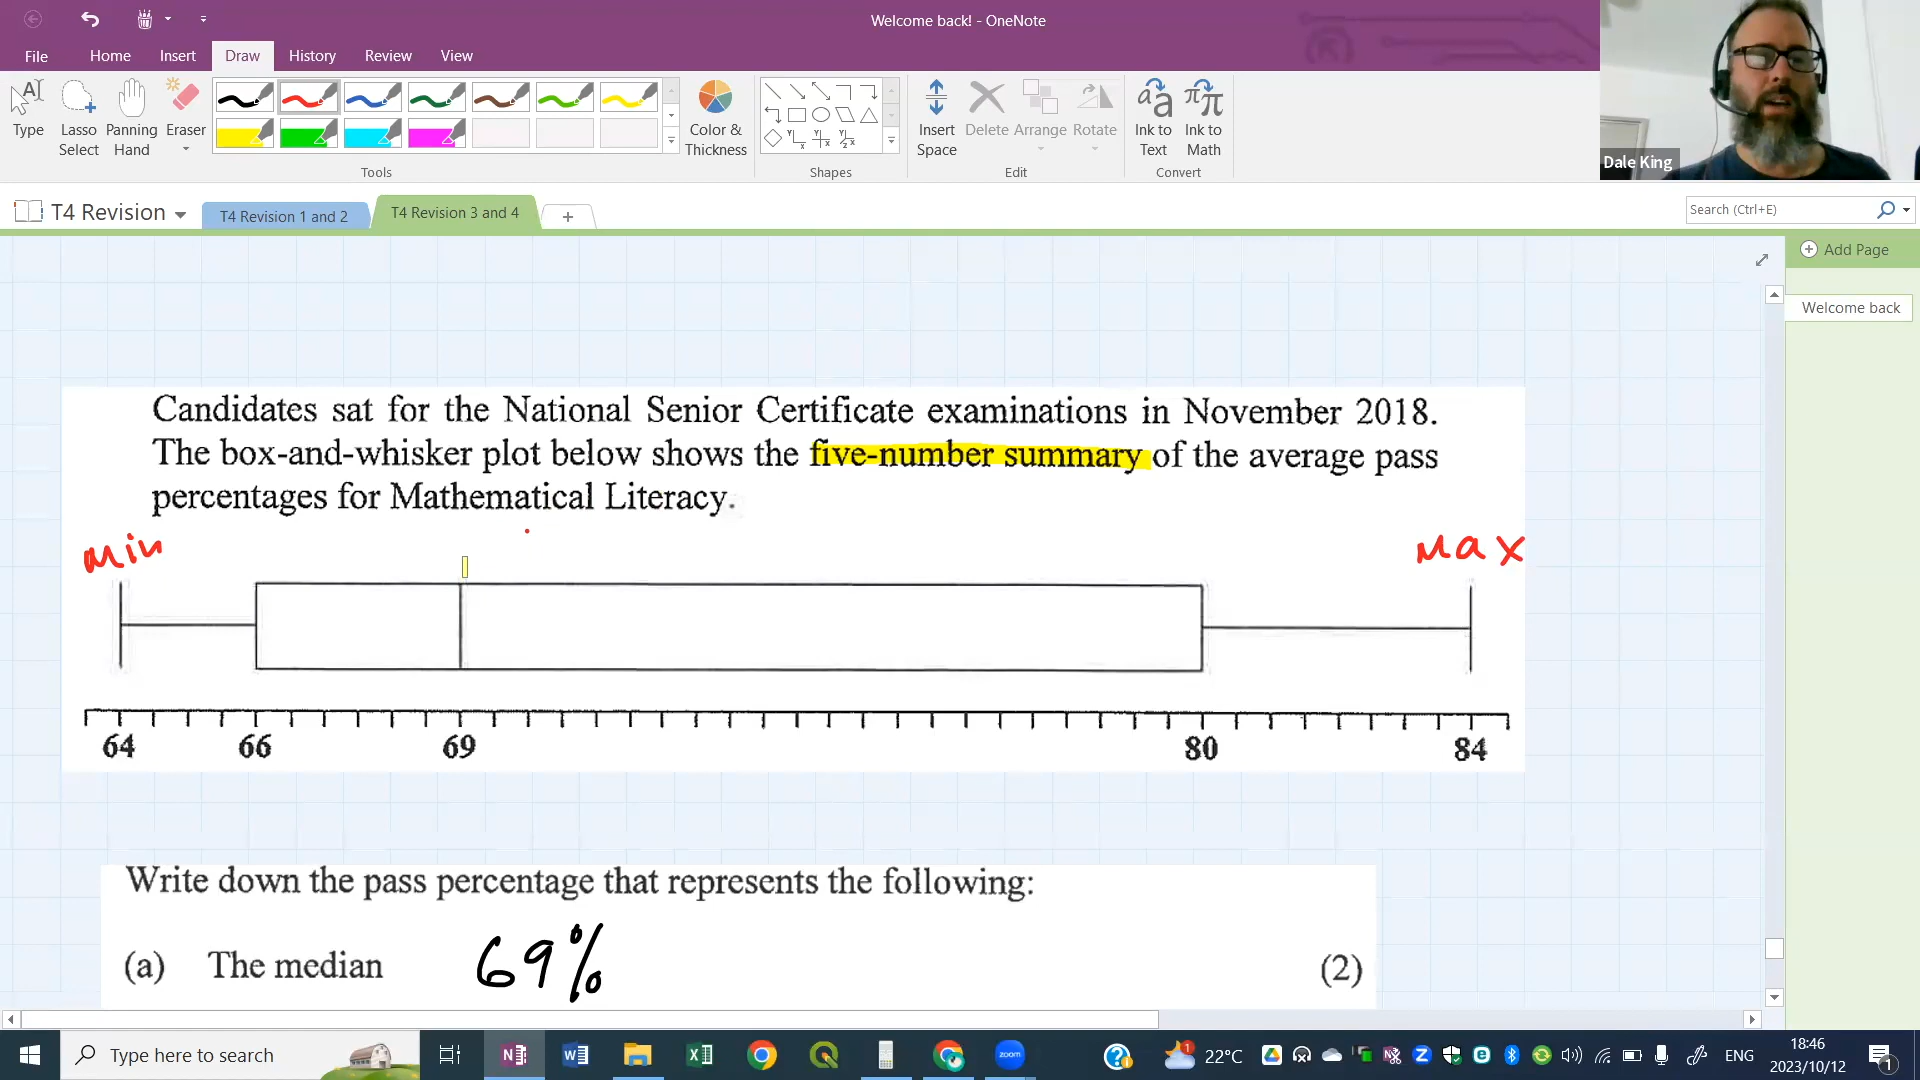 Welcome back! - OneNote
File Home Insert Draw History Review View
Type
Lasso Select
Panning Hand
Eraser
Color & Thickness
Insert Space
Delete
Arrange
Rotate
Ink to Text
Ink to Math
Tools
Shapes
Edit
Convert
Dale King
T4 Revision
T4 Revision 1 and 2
T4 Revision 3 and 4
Search (Ctrl+E)
Add Page
Welcome back
Candidates sat for the National Senior Certificate examinations in November 2018.
The box-and-whisker plot below shows the five-number summary of the average pass
percentages for Mathematical Literacy.
Min
Max
64 66 69 80 84
Write down the pass percentage that represents the following:
(a) The median 69% (2)
Type here to search
zoom
22°C
ENG
18:46
2023/10/12
1